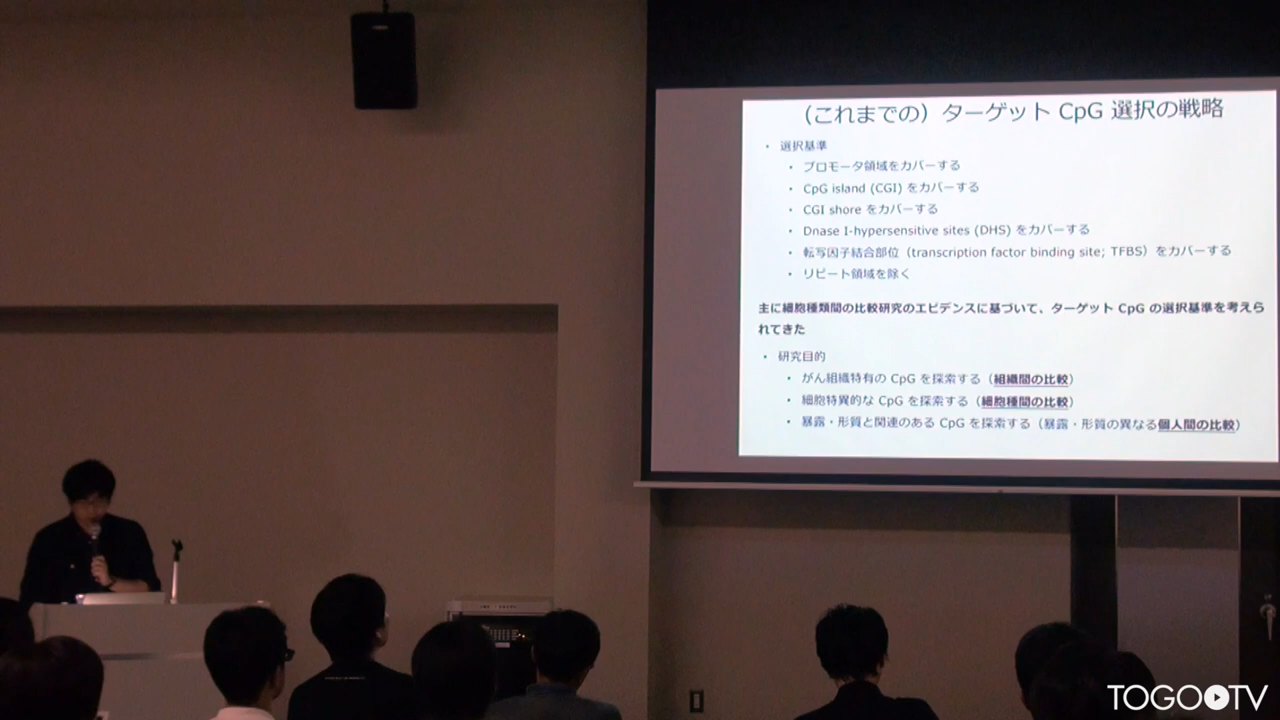 （これまでの）ターゲット CpG 選択の戦略
・ 選択基準
・ プロモータ領域をカバーする
・ CpG island (CGI) をカバーする
・ CGI shore をカバーする
・ Dnase I-hypersensitive sites (DHS) をカバーする
・ 転写因子結合部位（transcription factor binding site; TFBS）をカバーする
・ リピート領域を除く
主に細胞種類間の比較研究のエビデンスに基づいて、ターゲット CpG の選択基準を考えら
れてきた
・ 研究目的
・ がん組織特有の CpG を探索する（組織間の比較）
・ 細胞特異的な CpG を探索する（細胞種間の比較）
・ 暴露・形質と関連のある CpG を探索する（暴露・形質の異なる個人間の比較）
TOGOTV